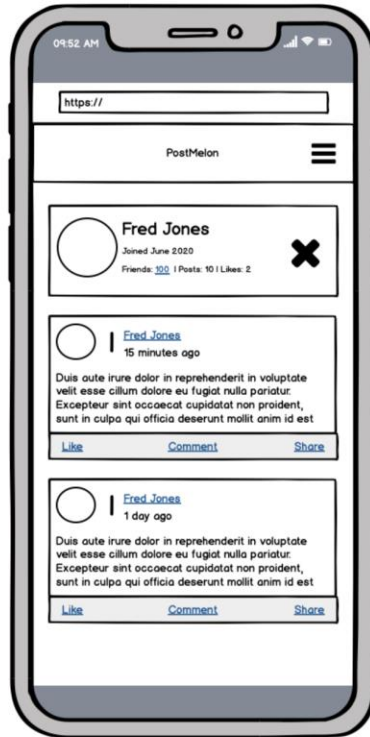 09:52 AM
https://
PostMelon
Fred Jones
Joined June 2020
Friends: 100 | Posts: 10 | Likes: 2
Fred Jones
15 minutes ago
Duis aute irure dolor in reprehenderit in voluptate
velit esse cillum dolore eu fugiat nulla pariatur.
Excepteur sint occaecat cupidatat non proident,
sunt in culpa qui officia deserunt mollit anim id est
Like Comment Share
Fred Jones
1 day ago
Duis aute irure dolor in reprehenderit in voluptate
velit esse cillum dolore eu fugiat nulla pariatur.
Excepteur sint occaecat cupidatat non proident,
sunt in culpa qui officia deserunt mollit anim id est
Like Comment Share